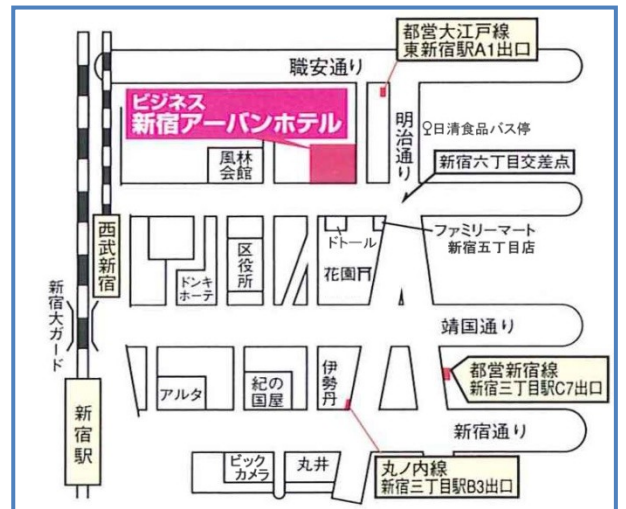 都営大江戸線
東新宿駅A1出口
職安通り
ビジネス
新宿アーバンホテル
明治通り
日清食品バス停
風林
会館
新宿六丁目交差点
西武新宿
ドンキ
ホーテ
区役所
ドトール
花園
ファミリーマート
新宿五丁目店
新宿大ガード
靖国通り
新宿駅
アルタ
紀の
国屋
伊勢丹
都営新宿線
新宿三丁目駅C7出口
新宿通り
ビック
カメラ
丸井
丸ノ内線
新宿三丁目駅B3出口